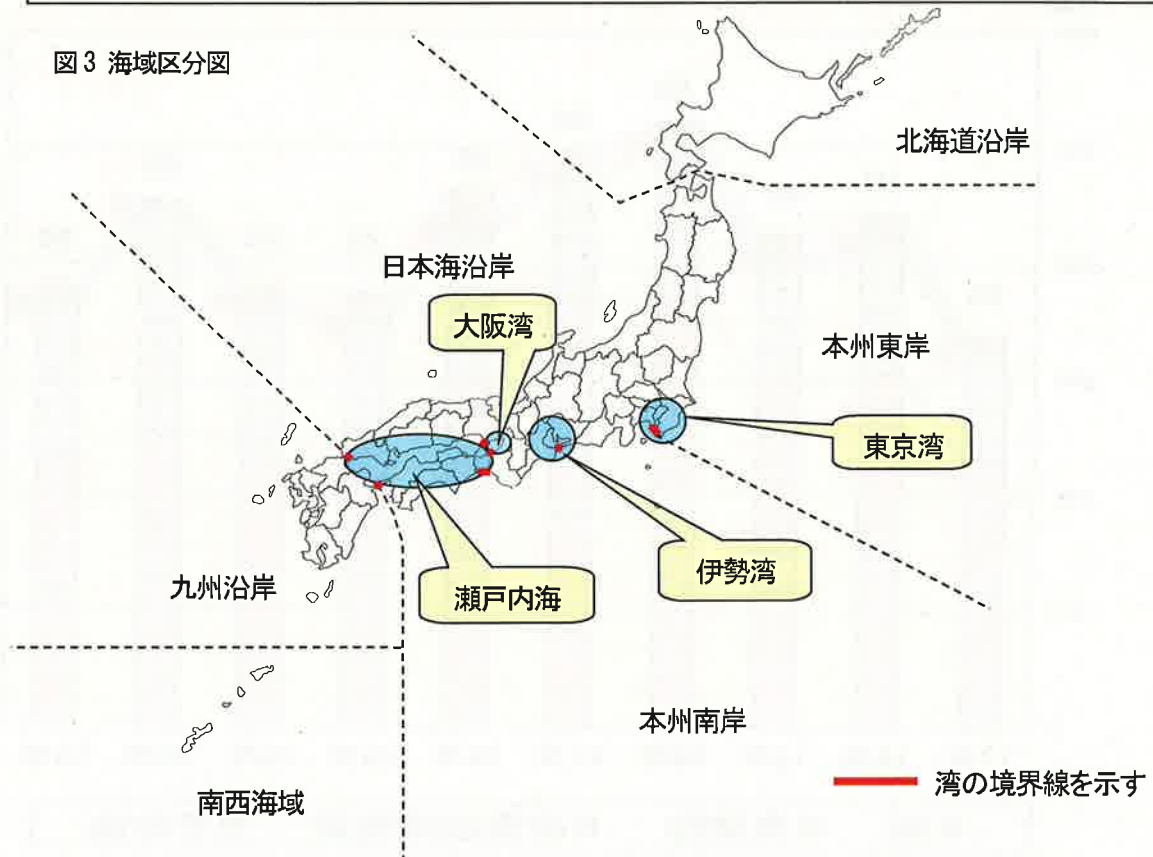 図3 海域区分図
北海道沿岸
日本海沿岸
大阪湾
本州東岸
東京湾
伊勢湾
九州沿岸
瀬戸内海
本州南岸
湾の境界線を示す
南西海域